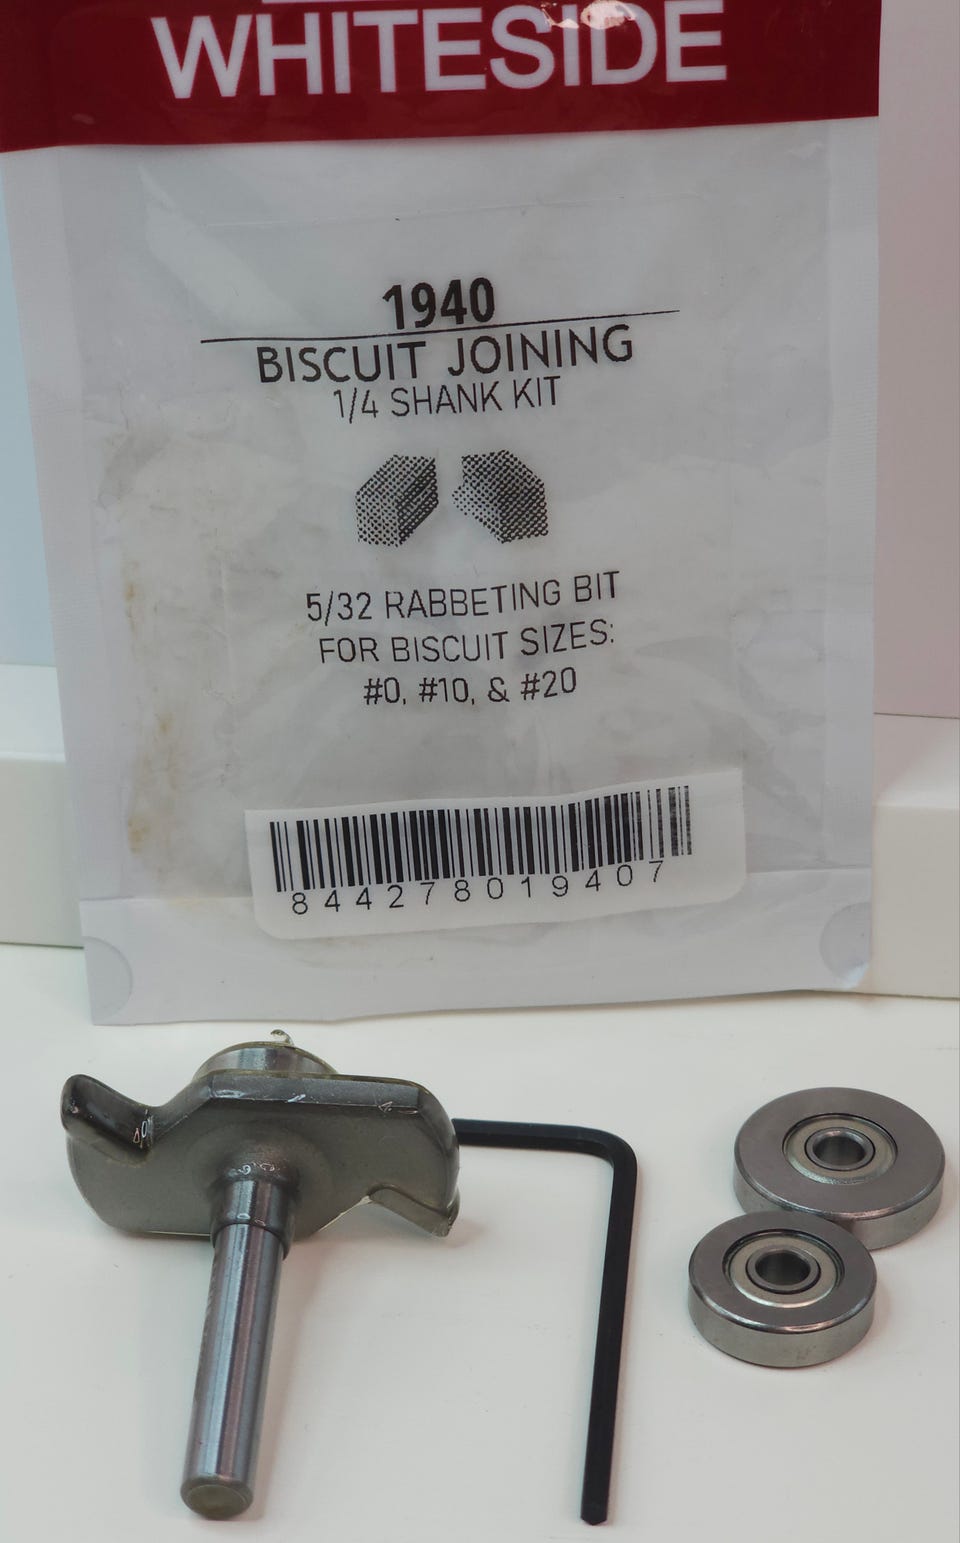 WHITESIDE
1940
BISCUIT JOINING
1/4 SHANK KIT
5/32 RABBETING BIT
FOR BISCUIT SIZES:
#0, #10, & #20
844278019407